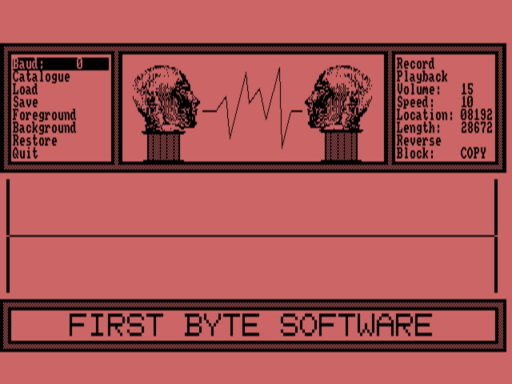 Baud: 0
Catalogue
Load
Save
Foreground
Background
Restore
Quit
Record
Playback
Volume: 15
Speed: 10
Location: 08192
Length: 28672
Reverse
Block: COPY
FIRST BYTE SOFTWARE